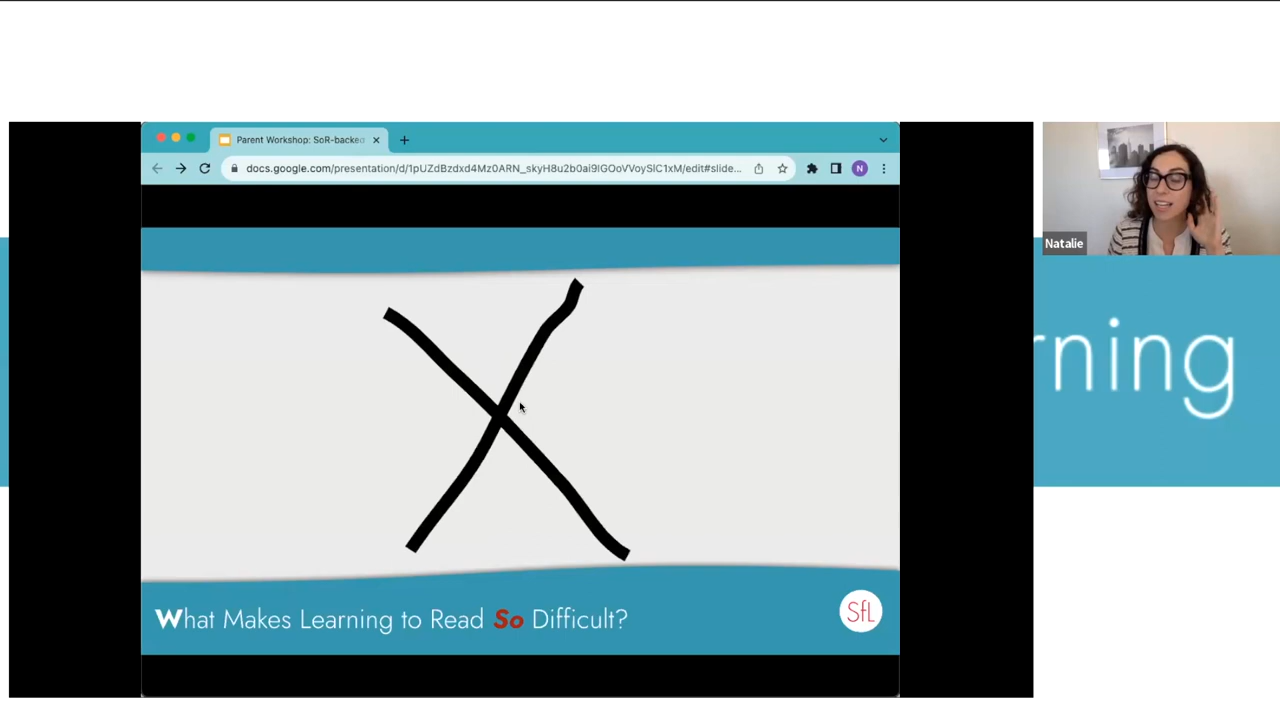 Parent Workshop: SoR-backed
docs.google.com/presentation/d/1pUZdBzdxd4Mz0ARN_skyH8u2b0ai9IGOoVVoySlC1xM/edit#slide...
N
Natalie
X
rning
What Makes Learning to Read So Difficult?
SfL